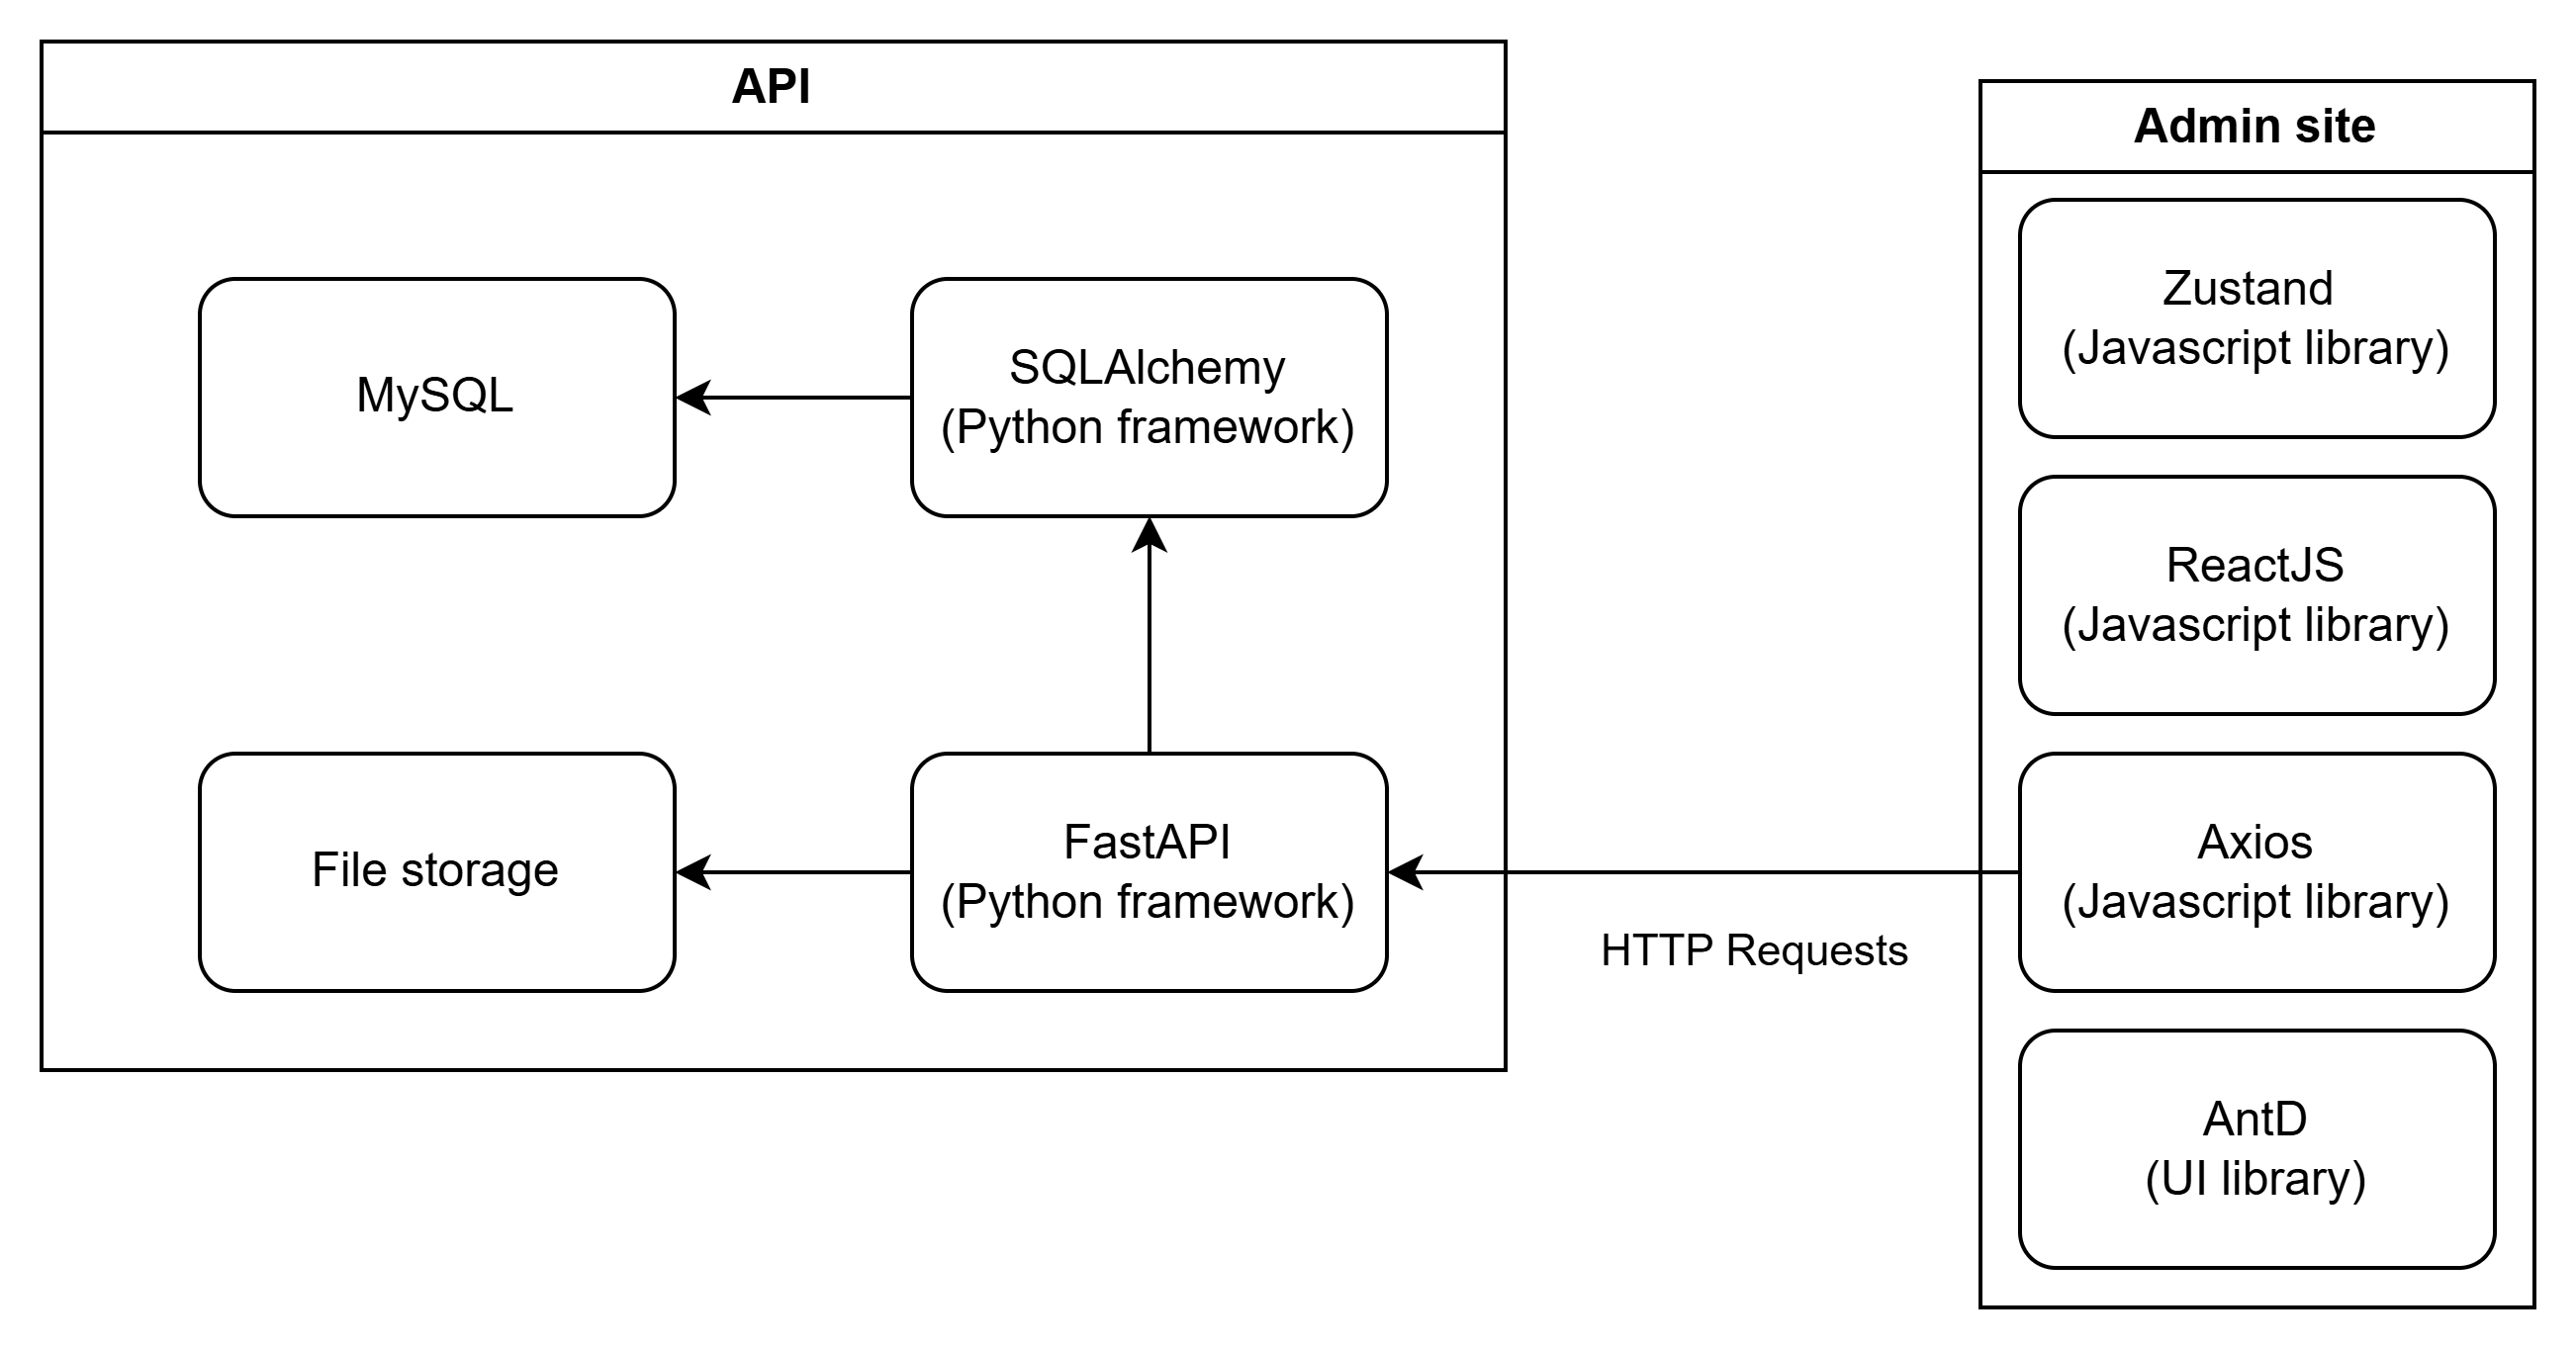 API
MySQL
SQLAlchemy
(Python framework)
File storage
FastAPI
(Python framework)
HTTP Requests
Admin site
Zustand
(Javascript library)
ReactJS
(Javascript library)
Axios
(Javascript library)
AntD
(UI library)